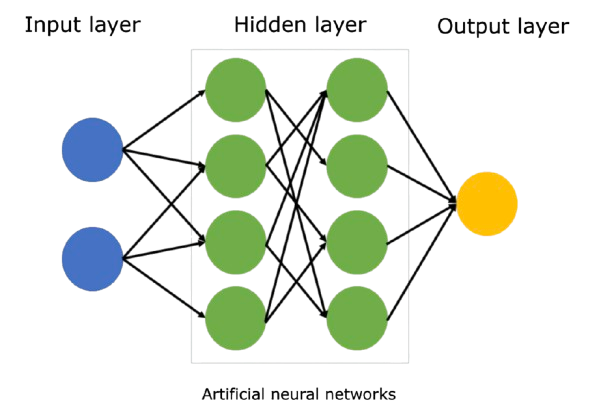 Input layer
Hidden layer
Output layer
Artificial neural networks